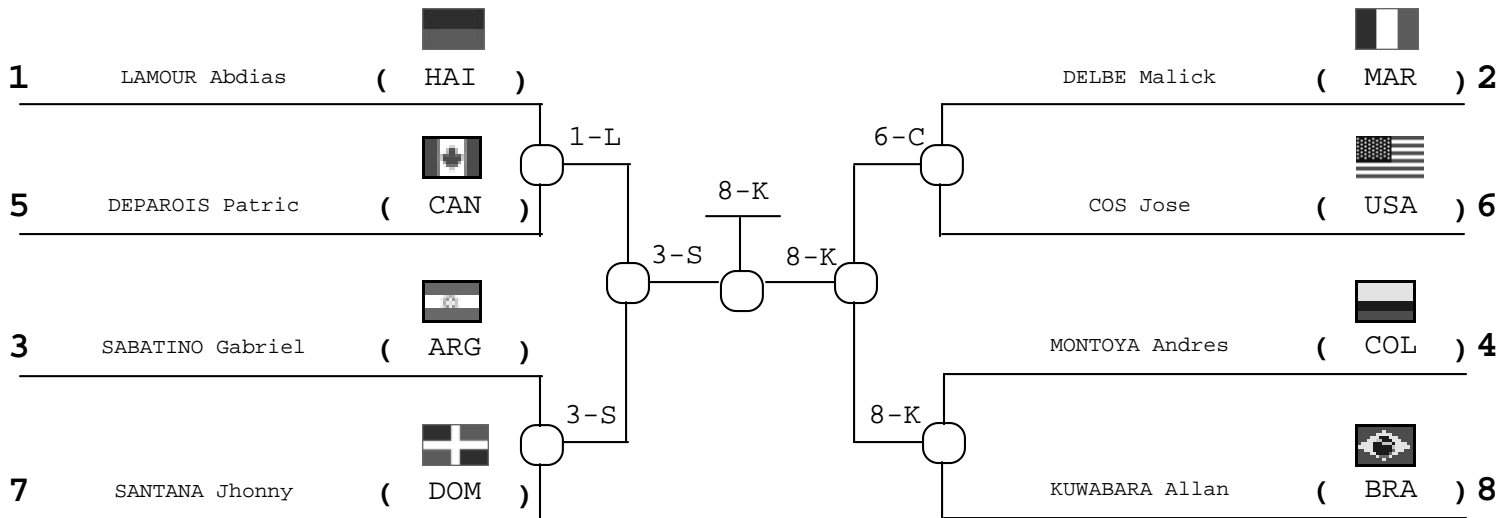 1 LAMOUR Abdias ( HAI )
DELBE Malick ( MAR ) 2
1-L
6-C
5 DEPAROIS Patric ( CAN )
8-K
COS Jose ( USA ) 6
3-S
8-K
3 SABATINO Gabriel ( ARG )
MONTOYA Andres ( COL ) 4
3-S
8-K
7 SANTANA Jhonny ( DOM )
KUWABARA Allan ( BRA ) 8